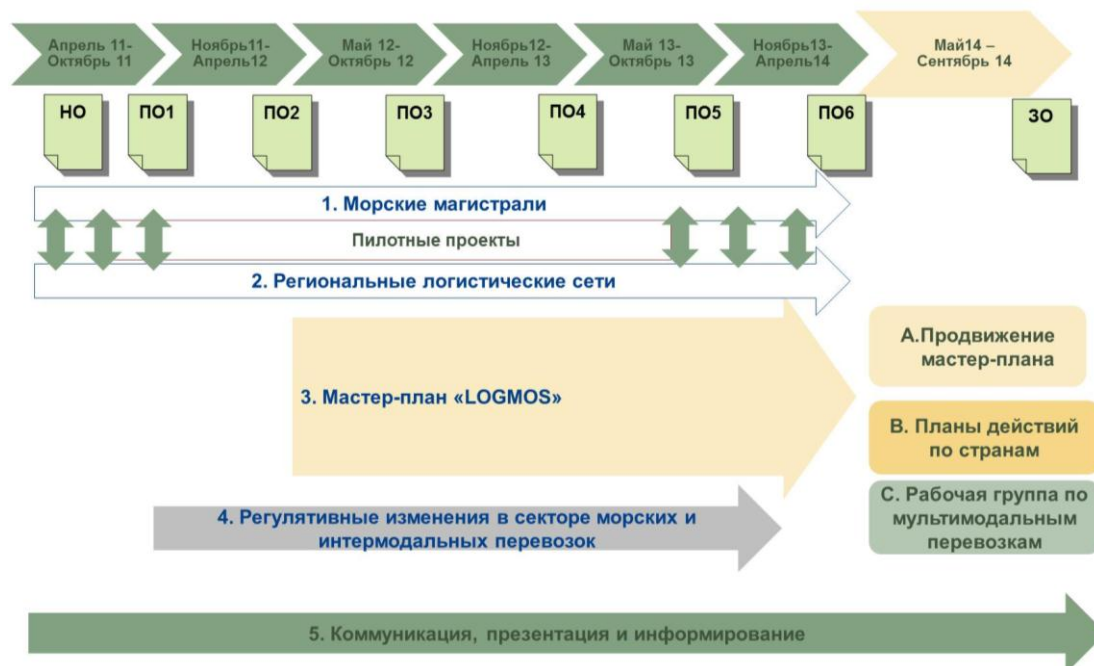 Апрель 11-
Октябрь 11
Ноябрь11-
Апрель12
Май 12-
Октябрь 12
Ноябрь12-
Апрель 13
Май 13-
Октябрь 13
Ноябрь13-
Апрель14
Май14 –
Сентябрь 14
НО
ПО1
ПО2
ПО3
ПО4
ПО5
ПО6
ЗО
1. Морские магистрали
Пилотные проекты
2. Региональные логистические сети
3. Мастер-план «LOGMOS»
А.Продвижение
мастер-плана
В. Планы действий
по странам
С. Рабочая группа по
мультимодальным
перевозкам
4. Регулятивные изменения в секторе морских и
интермодальных перевозок
5. Коммуникация, презентация и информирование